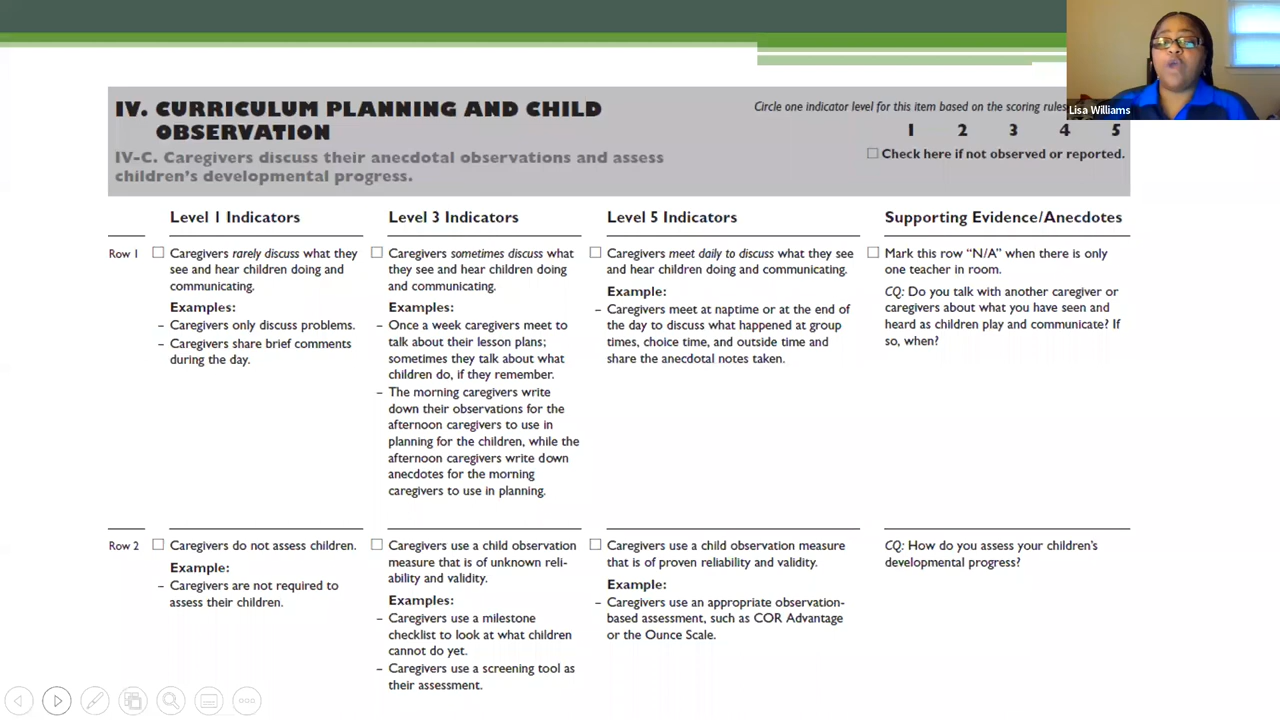 Lisa Williams
IV. CURRICULUM PLANNING AND CHILD
OBSERVATION
IV-C. Caregivers discuss their anecdotal observations and assess
children's developmental progress.
Circle one indicator level for this item based on the scoring rules
1 2 3 4 5
Check here if not observed or reported.
Level 1 Indicators
Level 3 Indicators
Level 5 Indicators
Supporting Evidence/Anecdotes
Row 1
Caregivers rarely discuss what they
see and hear children doing and
communicating.
Examples:
– Caregivers only discuss problems.
– Caregivers share brief comments
during the day.
Caregivers sometimes discuss what
they see and hear children doing
and communicating.
Examples:
– Once a week caregivers meet to
talk about their lesson plans;
sometimes they talk about what
children do, if they remember.
– The morning caregivers write
down their observations for the
afternoon caregivers to use in
planning for the children, while the
afternoon caregivers write down
anecdotes for the morning
caregivers to use in planning.
Caregivers meet daily to discuss what they see
and hear children doing and communicating.
Example:
– Caregivers meet at naptime or at the end of
the day to discuss what happened at group
times, choice time, and outside time and
share the anecdotal notes taken.
Mark this row “N/A” when there is only
one teacher in room.
CQ: Do you talk with another caregiver or
caregivers about what you have seen and
heard as children play and communicate? If
so, when?
Row 2
Caregivers do not assess children.
Example:
– Caregivers are not required to
assess their children.
Caregivers use a child observation
measure that is of unknown reli-
ability and validity.
Examples:
– Caregivers use a milestone
checklist to look at what children
cannot do yet.
– Caregivers use a screening tool as
their assessment.
Caregivers use a child observation measure
that is of proven reliability and validity.
Example:
– Caregivers use an appropriate observation-
based assessment, such as COR Advantage
or the Ounce Scale.
CQ: How do you assess your children's
developmental progress?